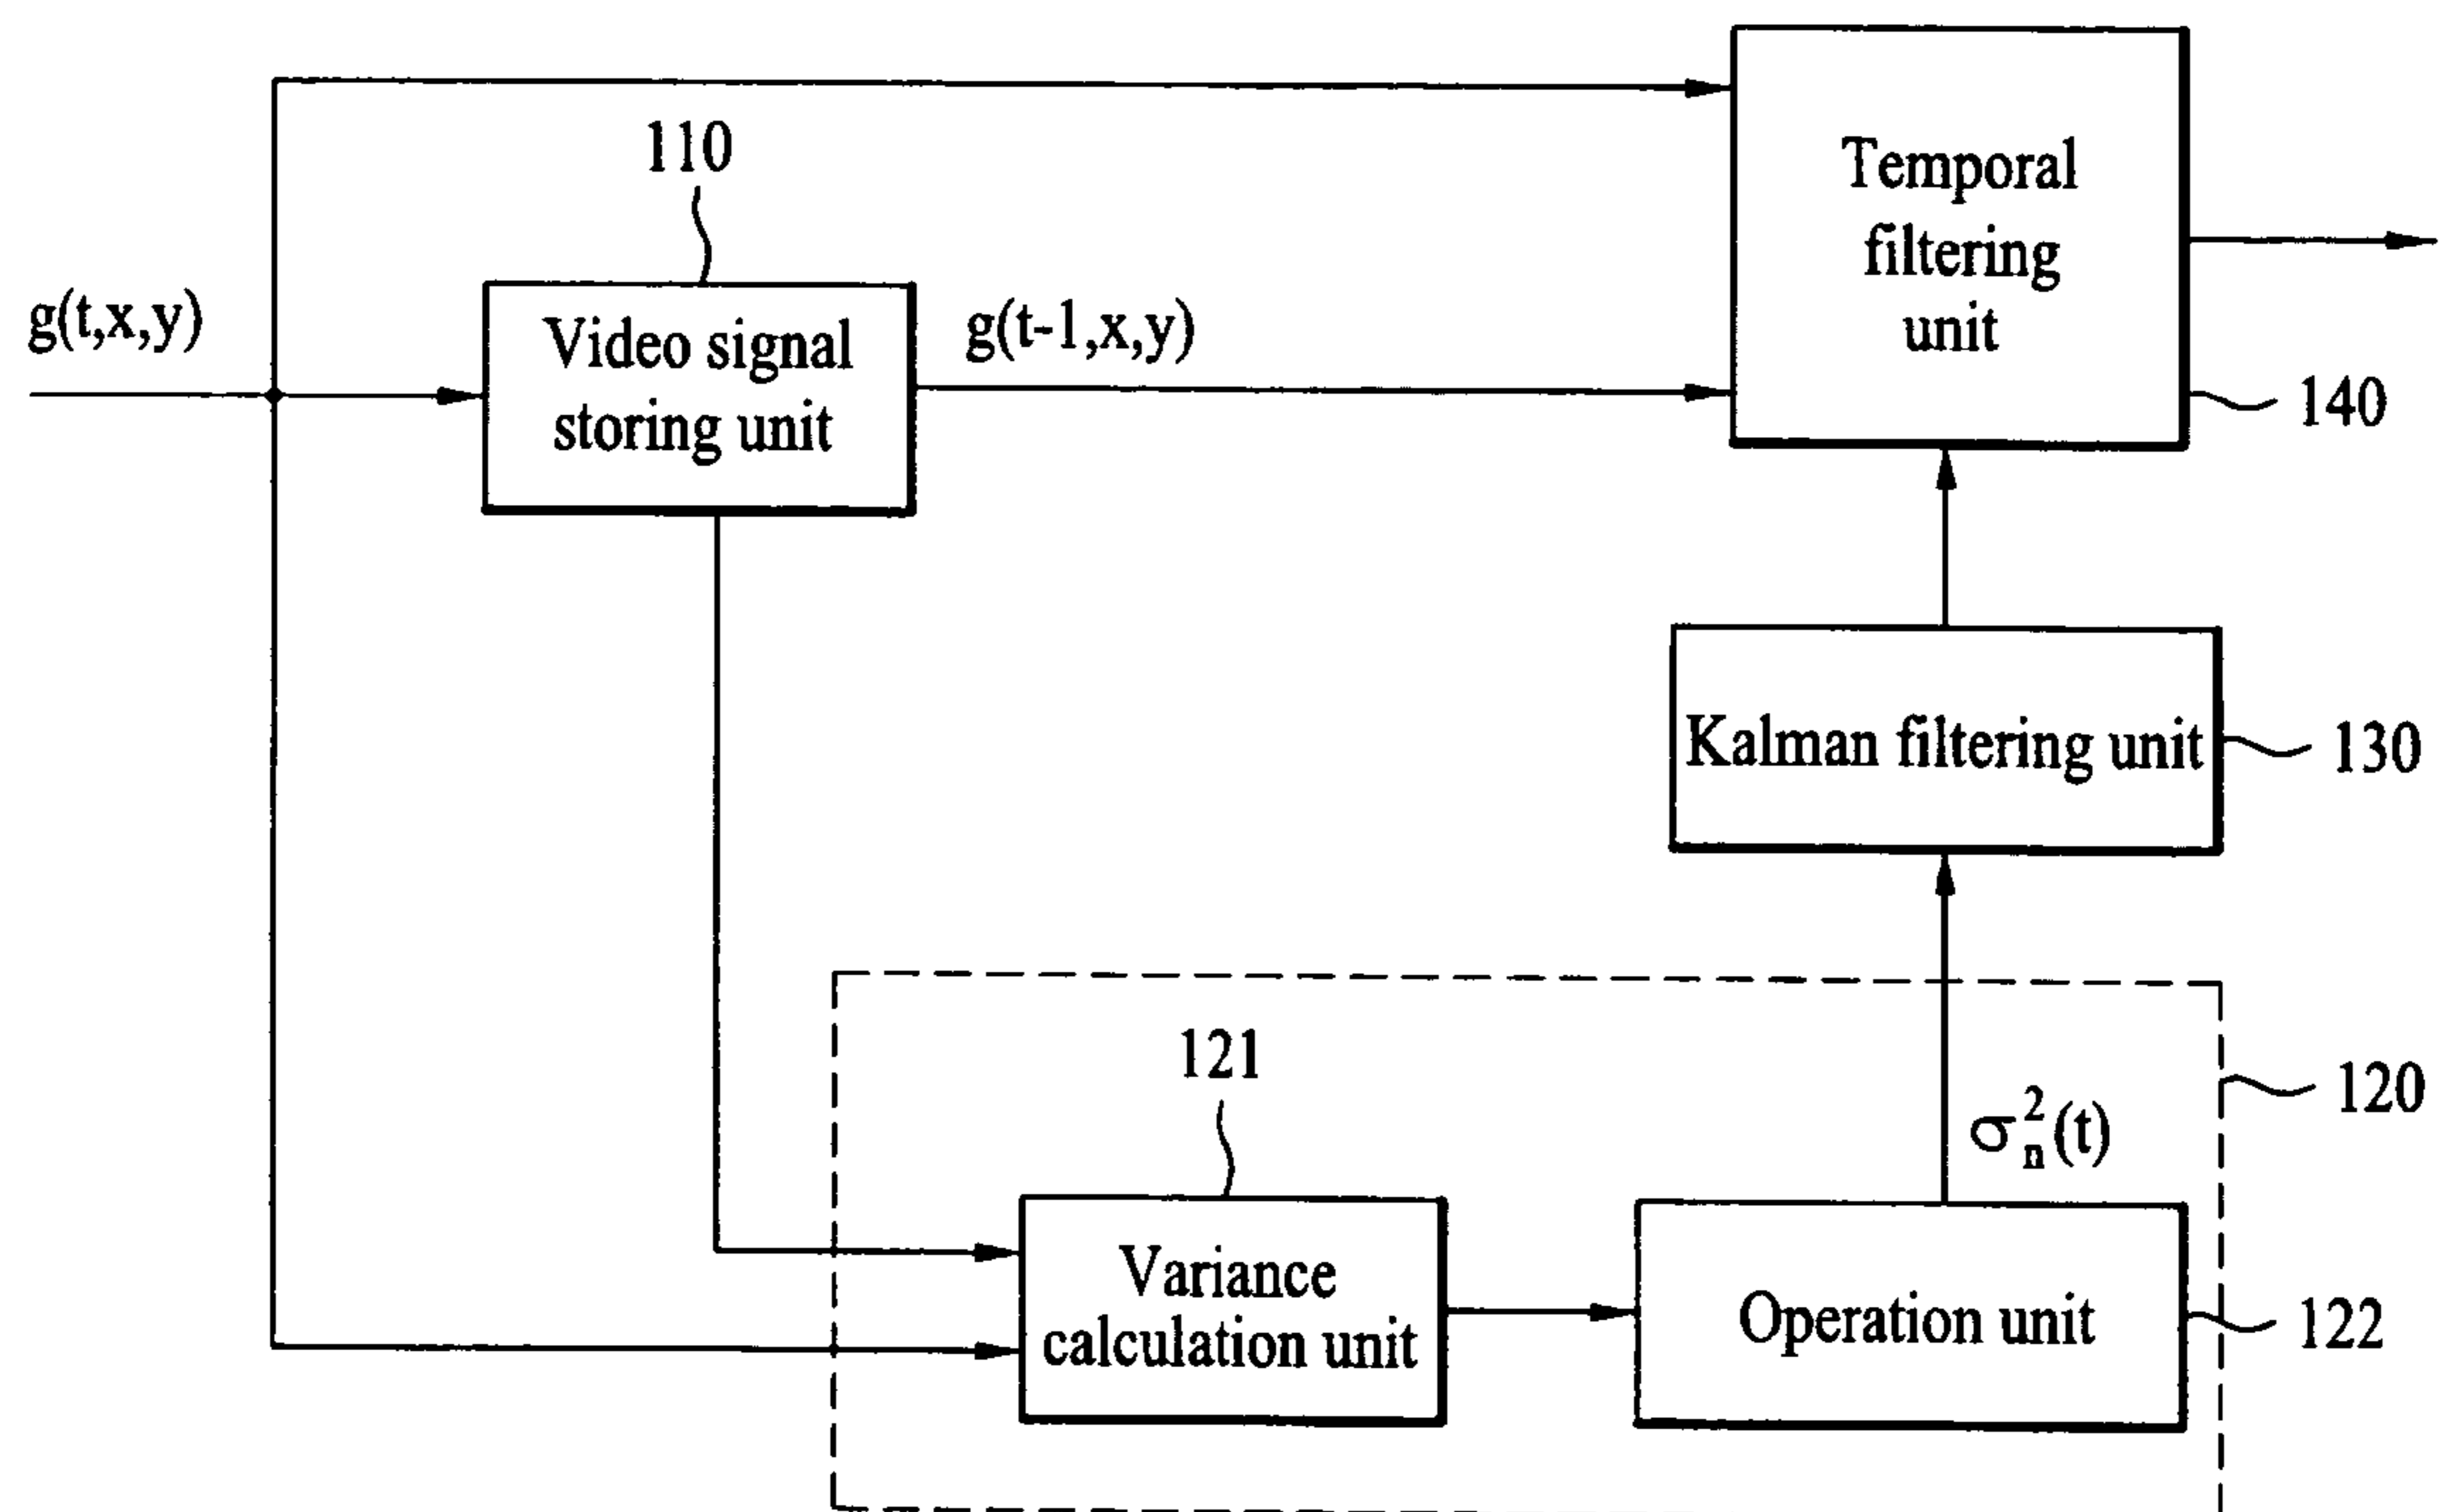 110
Temporal
filtering
unit
g(t,x,y)
Video signal
storing unit
g(t-1,x,y)
140
Kalman filtering unit
130
121
120
σ²ₙ(t)
Variance
calculation unit
Operation unit
122